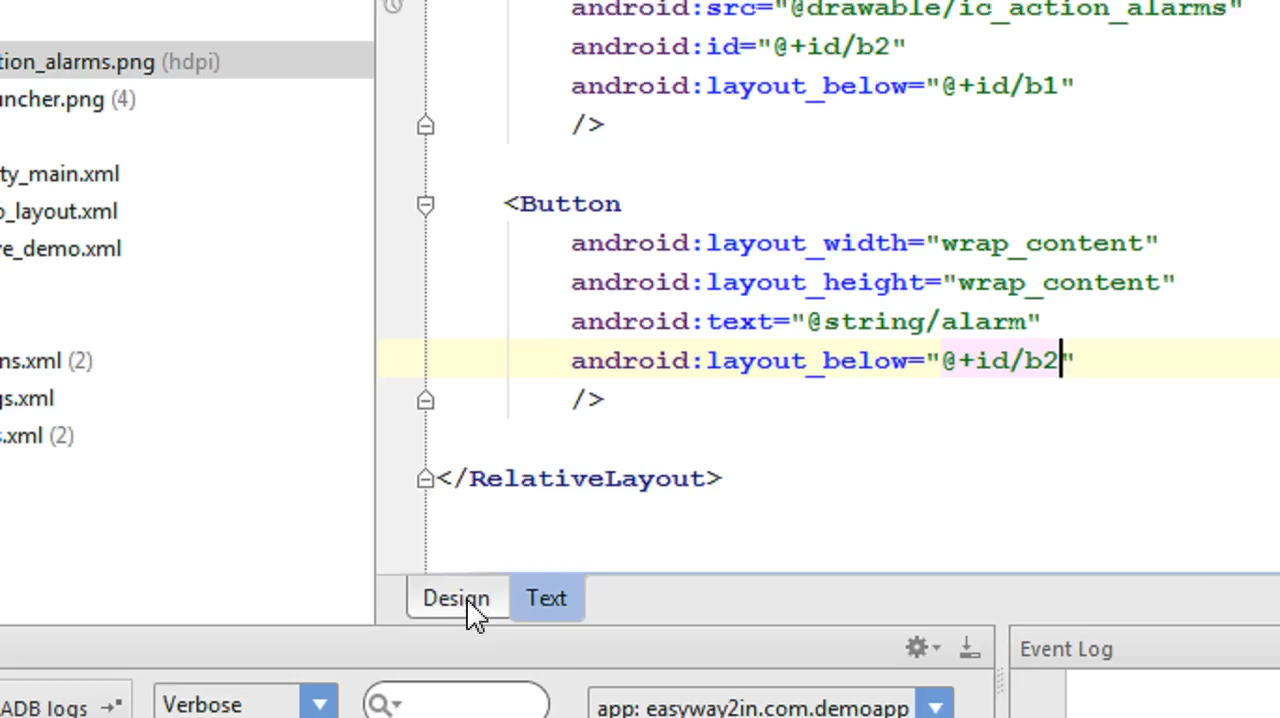 android:src="@drawable/ic_action_alarms"
tion_alarms.png (hdpi)
android:id="@+id/b2"
uncher.png (4)
android:layout_below="@+id/b1"
/>
ty_main.xml
<Button
o_layout.xml
android:layout_width="wrap_content"
ve_demo.xml
android:layout_height="wrap_content"
android:text="@string/alarm"
ns.xml (2)
android:layout_below="@+id/b2"
gs.xml
/>
s.xml (2)
</RelativeLayout>
Design
Text
Event Log
ADB logs
Verbose
app: easyway2in.com.demoapp